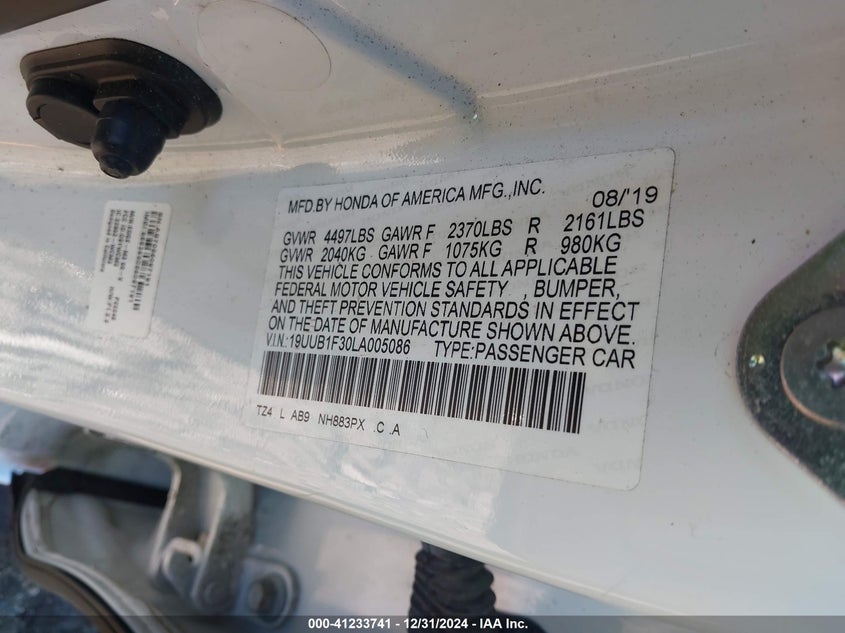 MFD.BY HONDA OF AMERICA MFG.,INC. 08/'19
GVWR 4497LBS GAWR F 2370LBS R 2161LBS
GVWR 2040KG GAWR F 1075KG R 980KG
THIS VEHICLE CONFORMS TO ALL APPLICABLE
FEDERAL MOTOR VEHICLE SAFETY , BUMPER,
AND THEFT PREVENTION STANDARDS IN EFFECT
ON THE DATE OF MANUFACTURE SHOWN ABOVE.
V.I.N.:19UUB1F30LA005086 TYPE:PASSENGER CAR
TZ4 L AB9 NH883PX .C .A
000-41233741 • 12/31/2024 • IAA Inc.